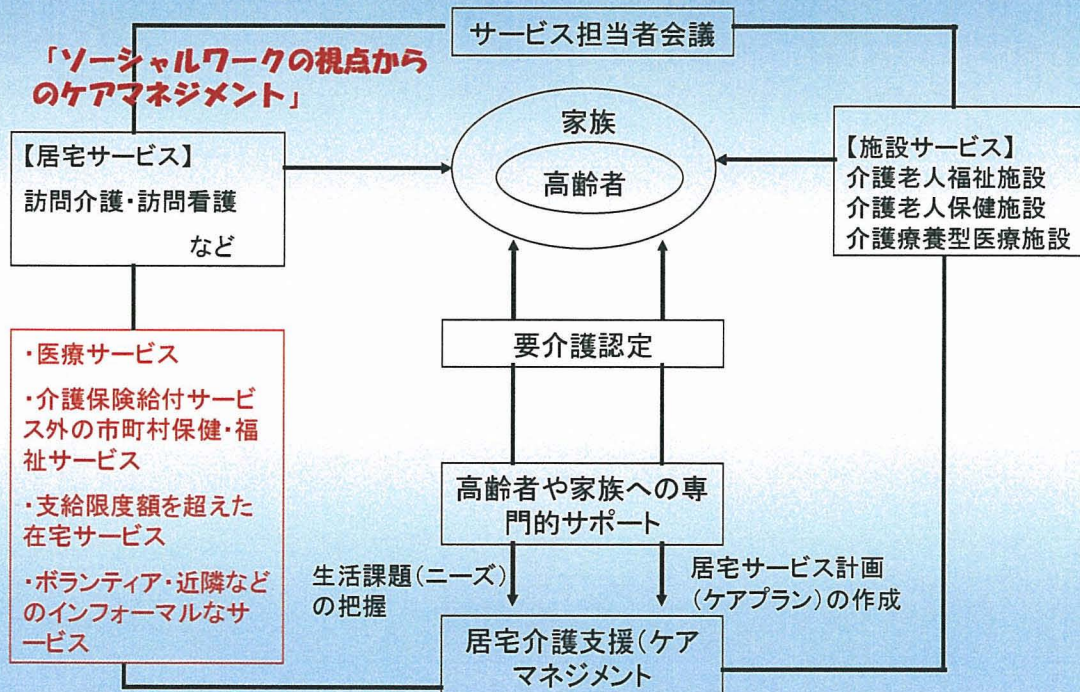 サービス担当者会議
「ソーシャルワークの視点から
のケアマネジメント」
【居宅サービス】
訪問介護・訪問看護
など
家族
高齢者
【施設サービス】
介護老人福祉施設
介護老人保健施設
介護療養型医療施設
要介護認定
・医療サービス
・介護保険給付サービ
ス外の市町村保健・福
祉サービス
・支給限度額を超えた
在宅サービス
・ボランティア・近隣など
のインフォーマルなサ
ービス
高齢者や家族への専
門的サポート
生活課題(ニーズ)
の把握
居宅サービス計画
(ケアプラン)の作成
居宅介護支援(ケア
マネジメント